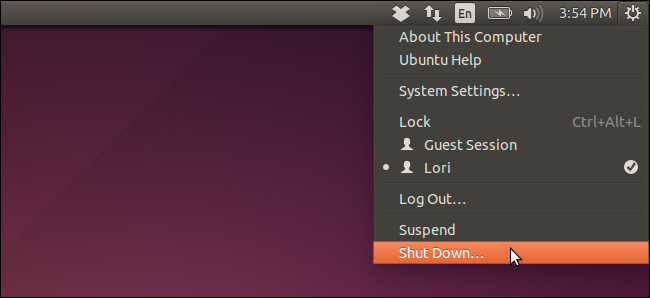 En 3:54 PM
About This Computer
Ubuntu Help
System Settings...
Lock Ctrl+Alt+L
Guest Session
Lori
Log Out...
Suspend
Shut Down...